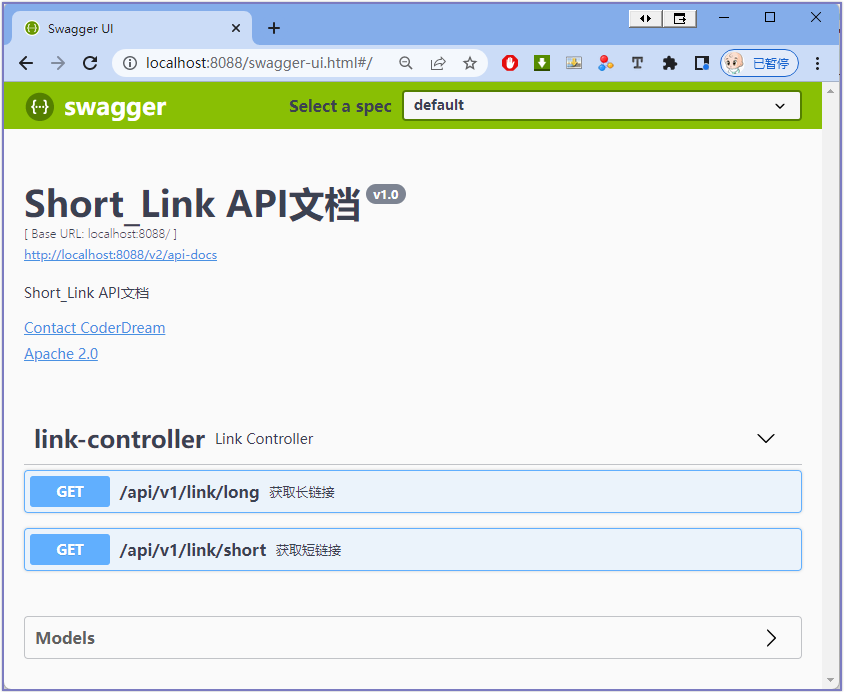 Swagger UI
localhost:8088/swagger-ui.html#/
已暂停
{··}
swagger
Select a spec
default
Short_Link API文档 v1.0
[ Base URL: localhost:8088/ ]
http://localhost:8088/v2/api-docs
Short_Link API文档
Contact CoderDream
Apache 2.0
link-controller Link Controller
GET /api/v1/link/long 获取长链接
GET /api/v1/link/short 获取短链接
Models